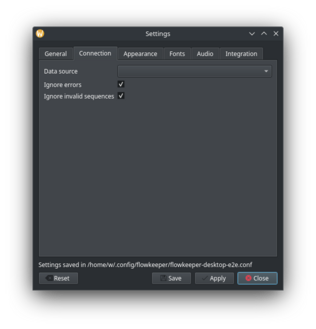 Settings
General Connection Appearance Fonts Audio Integration
Data source
Ignore errors
Ignore invalid sequences
Settings saved in /home/w/.config/flowkeeper/flowkeeper-desktop-e2e.conf
Reset Save Apply Close